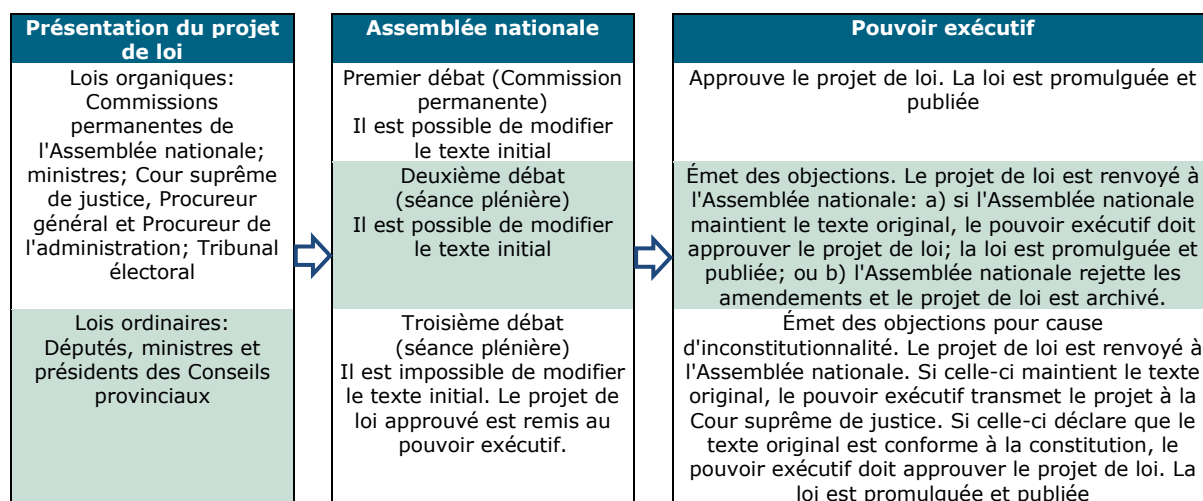 Présentation du projet
de loi
Lois organiques:
Commissions
permanentes de
l'Assemblée nationale;
ministres; Cour suprême
de justice, Procureur
général et Procureur de
l'administration; Tribunal
électoral
Lois ordinaires:
Députés, ministres et
présidents des Conseils
provinciaux
Assemblée nationale
Premier débat (Commission
permanente)
Il est possible de modifier
le texte initial
Deuxième débat
(séance plénière)
Il est possible de modifier
le texte initial
Troisième débat
(séance plénière)
Il est impossible de modifier
le texte initial. Le projet de
loi approuvé est remis au
pouvoir exécutif.
Pouvoir exécutif
Approuve le projet de loi. La loi est promulguée et
publiée
Émet des objections. Le projet de loi est renvoyé à
l'Assemblée nationale: a) si l'Assemblée nationale
maintient le texte original, le pouvoir exécutif doit
approuver le projet de loi; la loi est promulguée et
publiée; ou b) l'Assemblée nationale rejette les
amendements et le projet de loi est archivé.
Émet des objections pour cause
d'inconstitutionnalité. Le projet de loi est renvoyé à
l'Assemblée nationale. Si celle-ci maintient le texte
original, le pouvoir exécutif transmet le projet à la
Cour suprême de justice. Si celle-ci déclare que le
texte original est conforme à la constitution, le
pouvoir exécutif doit approuver le projet de loi. La
loi est promulguée et publiée